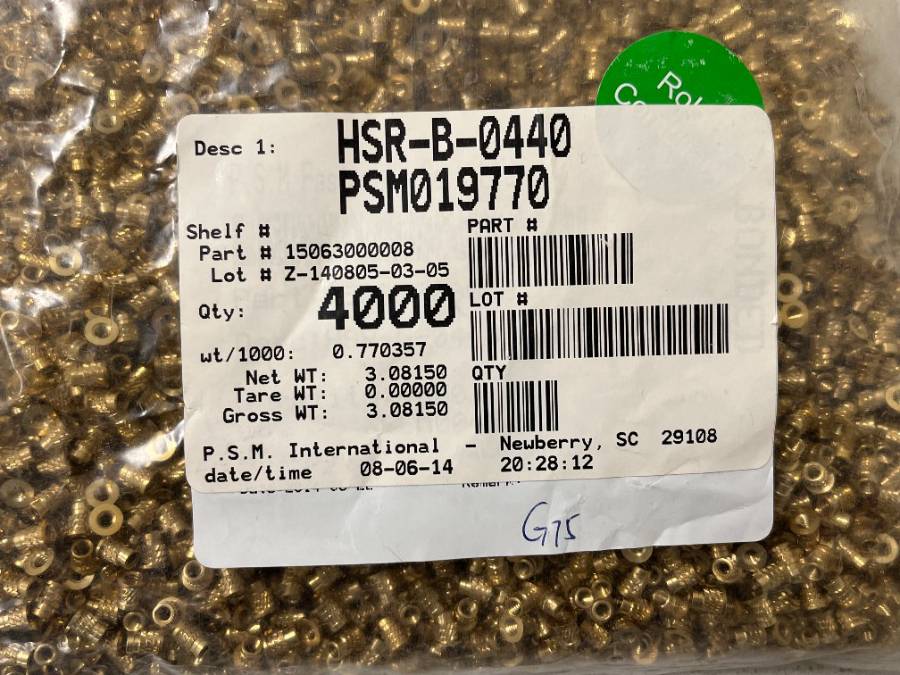 Desc 1: HSR-B-0440
PSM019770
Shelf #
Part # 15063000008
Lot # Z-140805-03-05
Qty: 4000
wt/1000: 0.770357
Net WT: 3.08150
Tare WT: 0.00000
Gross WT: 3.08150
PART #
LOT #
QTY
P.S.M. International - Newberry, SC 29108
date/time 08-06-14 20:28:12
G75